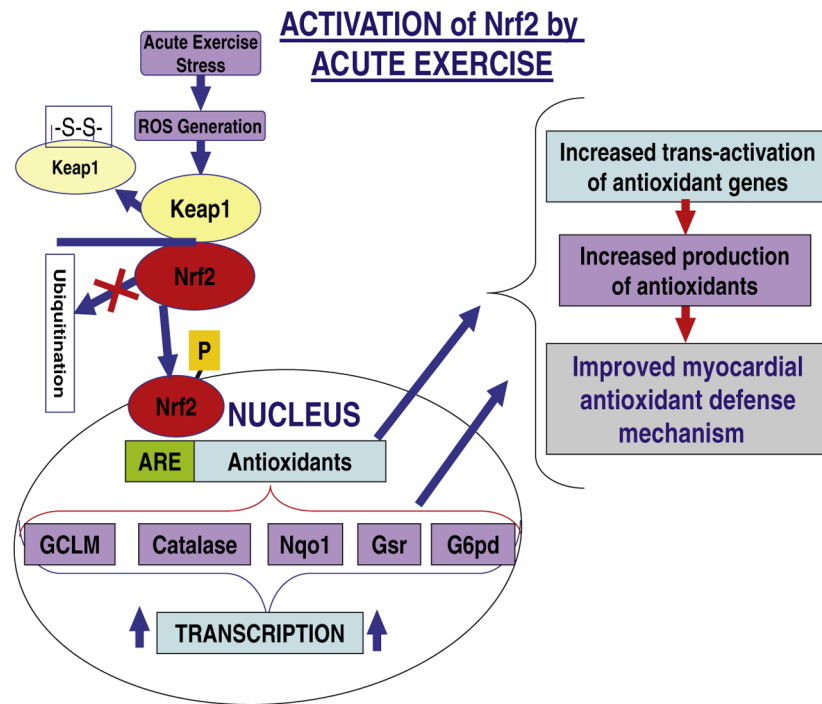 ACTIVATION of Nrf2 by
ACUTE EXERCISE
Acute Exercise
Stress
ROS Generation
-S-S-
Keap1
Keap1
Nrf2
Ubiquitination
P
Nrf2
NUCLEUS
ARE
Antioxidants
GCLM
Catalase
Nqo1
Gsr
G6pd
TRANSCRIPTION
Increased trans-activation
of antioxidant genes
Increased production
of antioxidants
Improved myocardial
antioxidant defense
mechanism